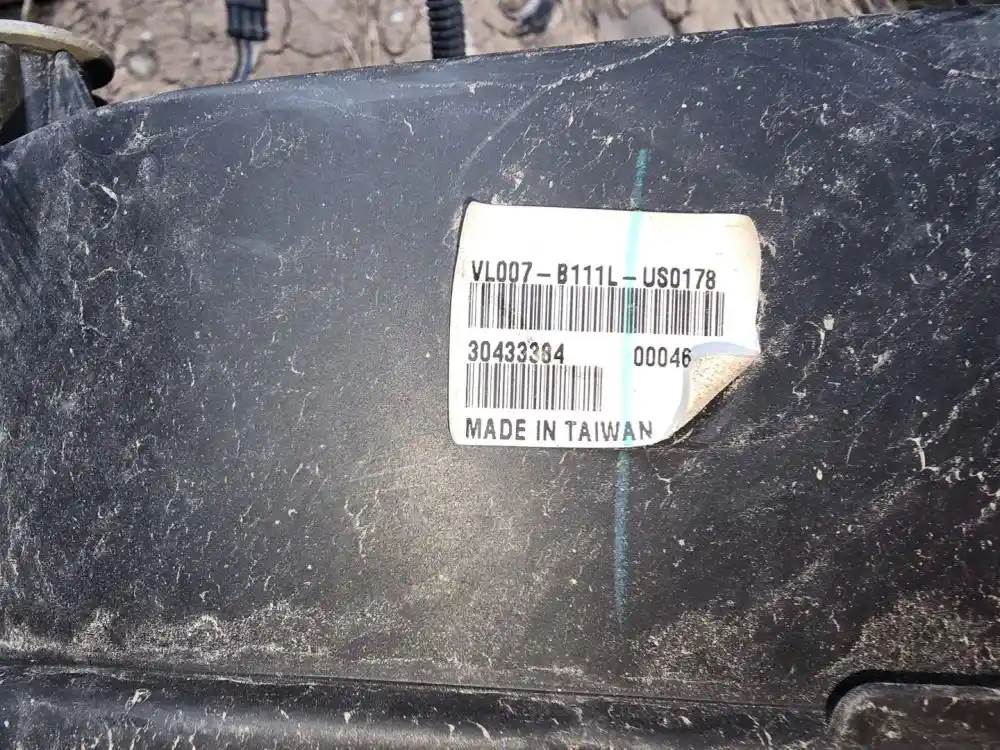 VL007-B111L-US0178
30433384 00046
MADE IN TAIWAN